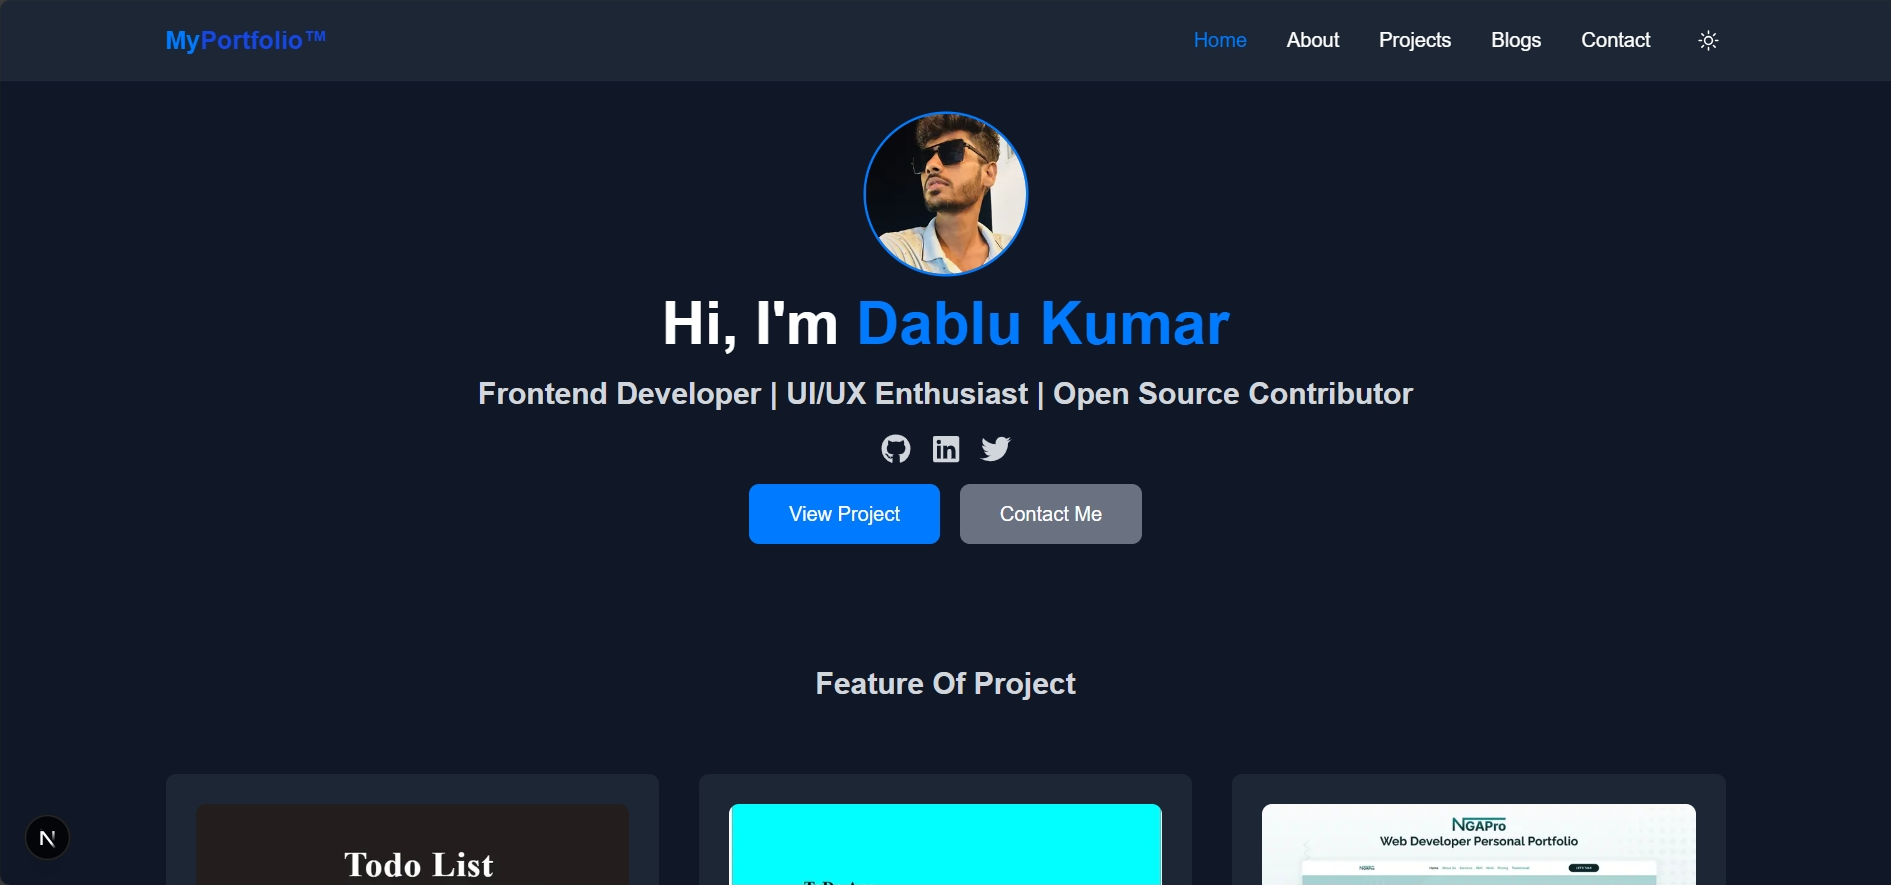 MyPortfolio™
Home About Projects Blogs Contact
Hi, I'm Dablu Kumar
Frontend Developer | UI/UX Enthusiast | Open Source Contributor
View Project Contact Me
Feature Of Project
Todo List
NGAPro
Web Developer Personal Portfolio
N